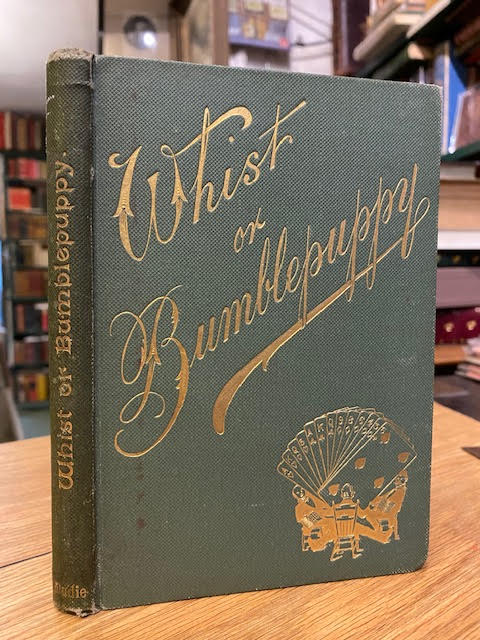 Whist
or
Bumblepuppy
Whist or Bumblepuppy.
Mudie